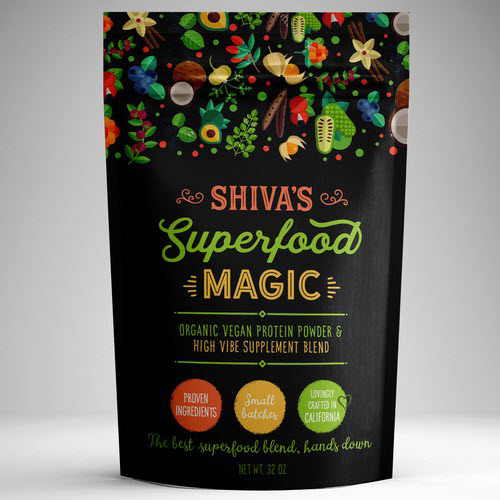 SHIVA'S
Superfood
MAGIC
ORGANIC VEGAN PROTEIN POWDER &
HIGH VIBE SUPPLEMENT BLEND
PROVEN
INGREDIENTS
Small
batches
LOVINGLY
CRAFTED IN
CALIFORNIA
The best superfood blend, hands down
NET WT. 32 OZ